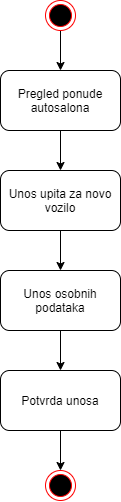 Pregled ponude
autosalona
Unos upita za novo
vozilo
Unos osobnih
podataka
Potvrda unosa